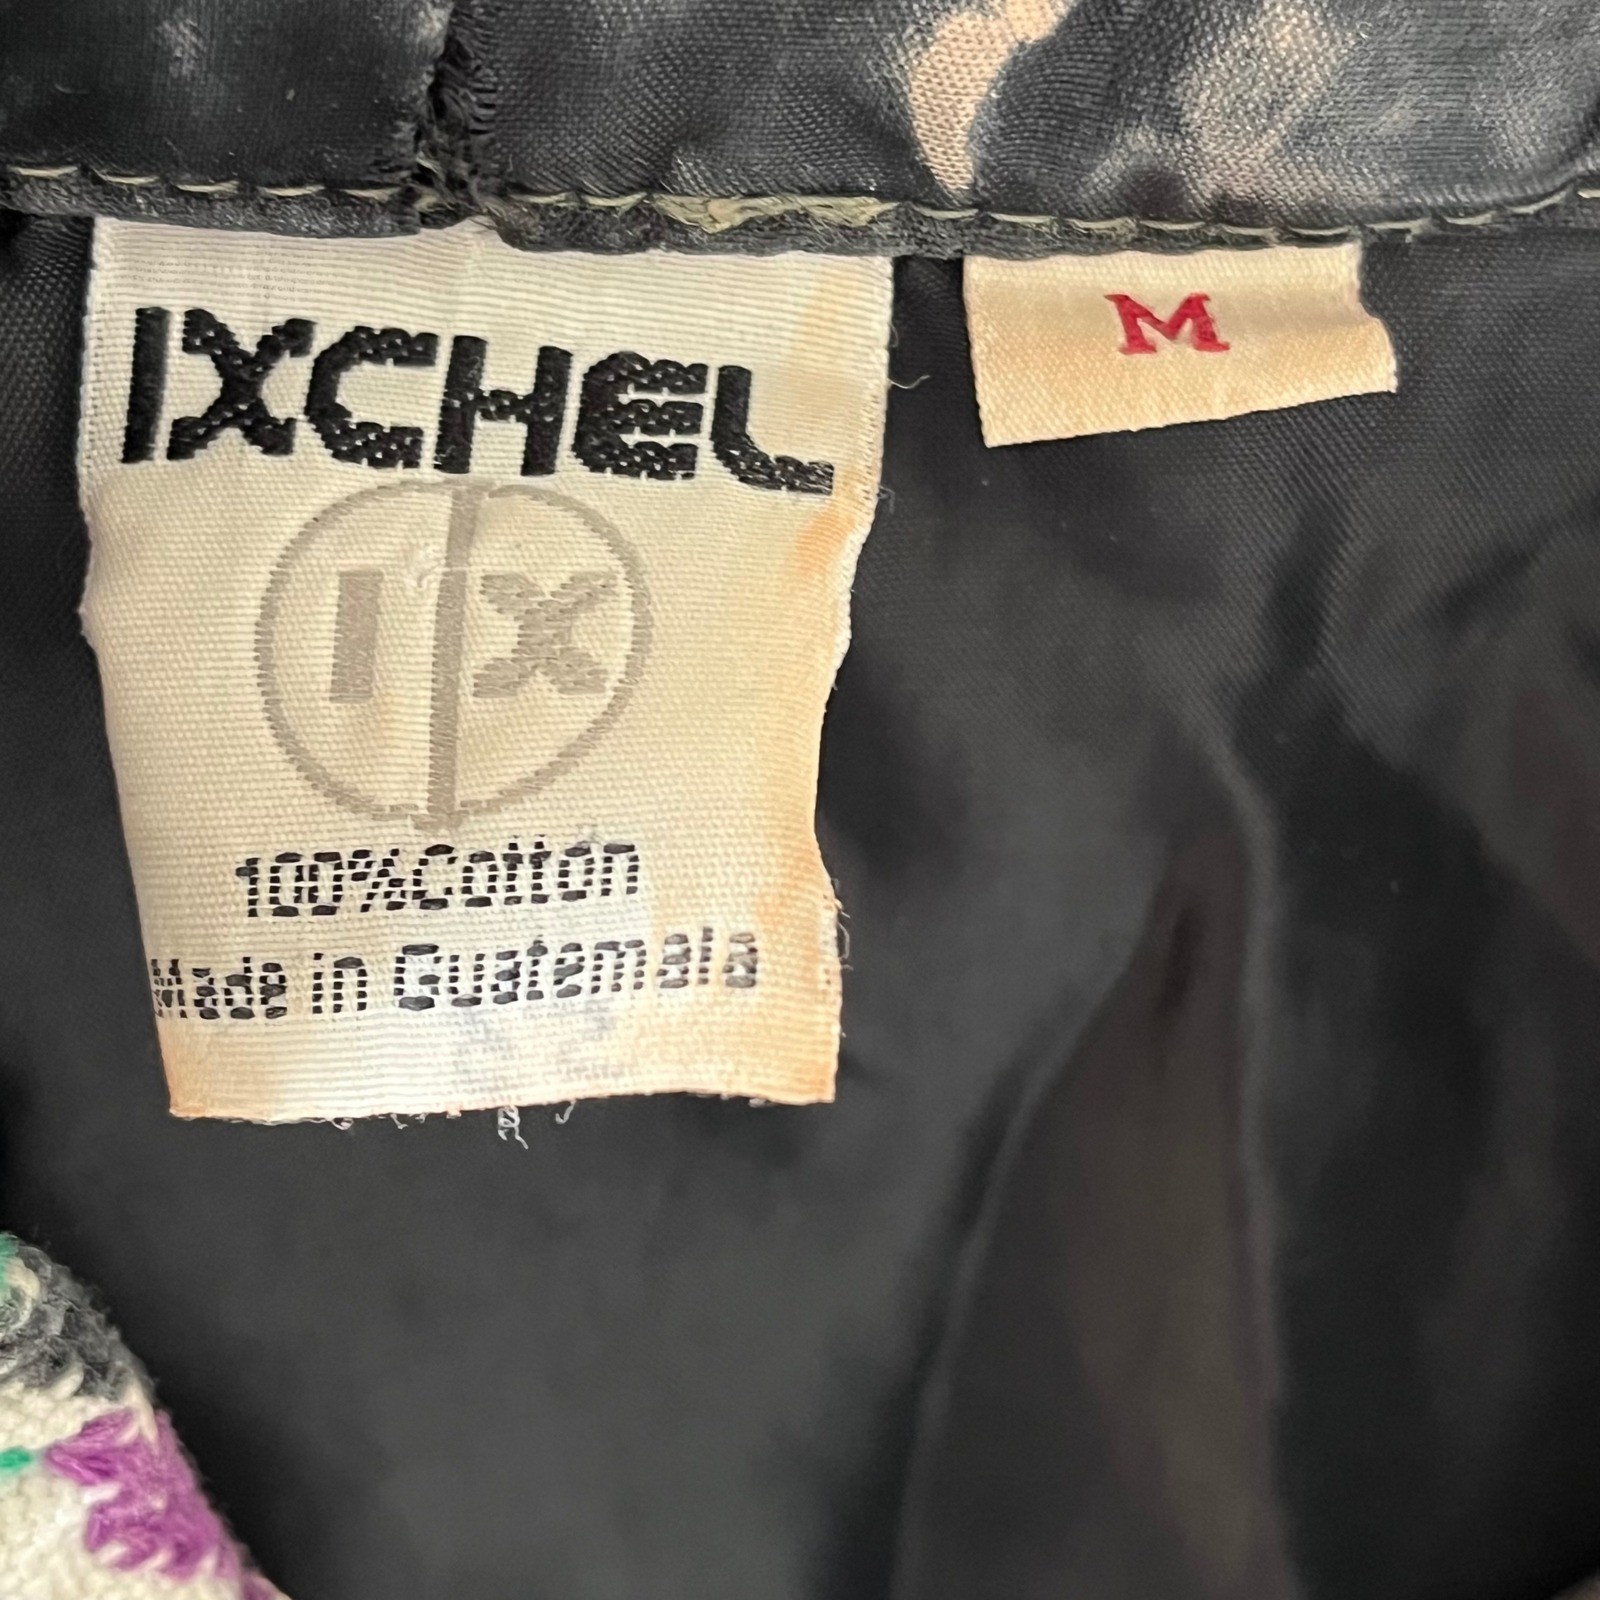 IXCHEL
M
IX
100%Cotton
Made in Guatemala